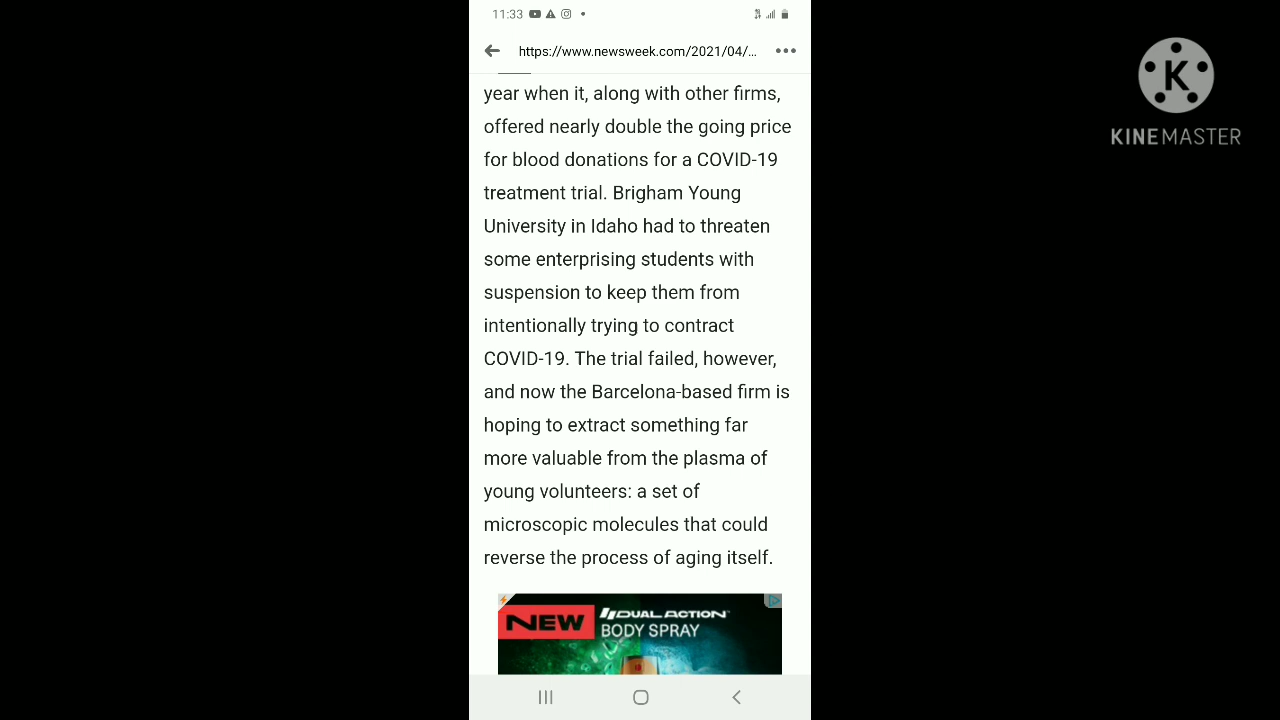 11:33
https://www.newsweek.com/2021/04/...
K
KINEMASTER
year when it, along with other firms,
offered nearly double the going price
for blood donations for a COVID-19
treatment trial. Brigham Young
University in Idaho had to threaten
some enterprising students with
suspension to keep them from
intentionally trying to contract
COVID-19. The trial failed, however,
and now the Barcelona-based firm is
hoping to extract something far
more valuable from the plasma of
young volunteers: a set of
microscopic molecules that could
reverse the process of aging itself.
NEW
DUAL ACTION
BODY SPRAY